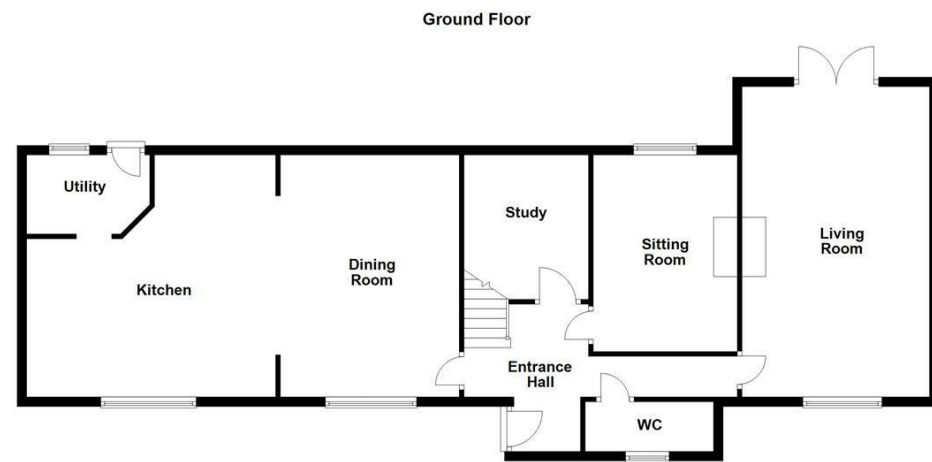 Ground Floor
Utility
Kitchen
Dining
Room
Study
Entrance
Hall
Sitting
Room
Living
Room
WC